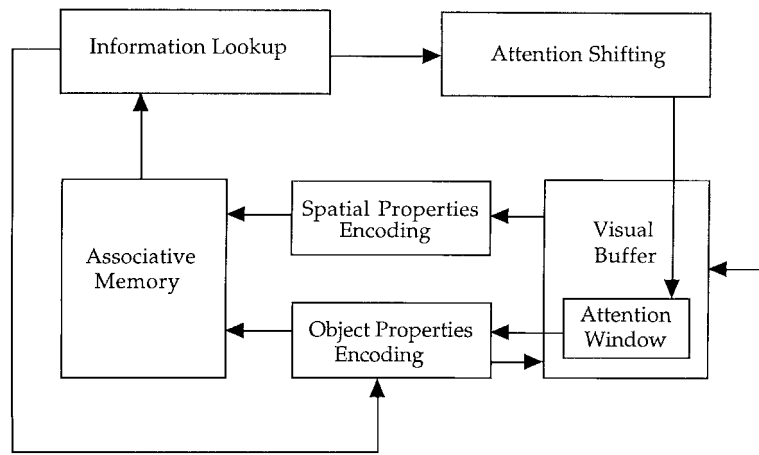 Information Lookup
Attention Shifting
Spatial Properties
Encoding
Visual
Buffer
Associative
Memory
Attention
Window
Object Properties
Encoding